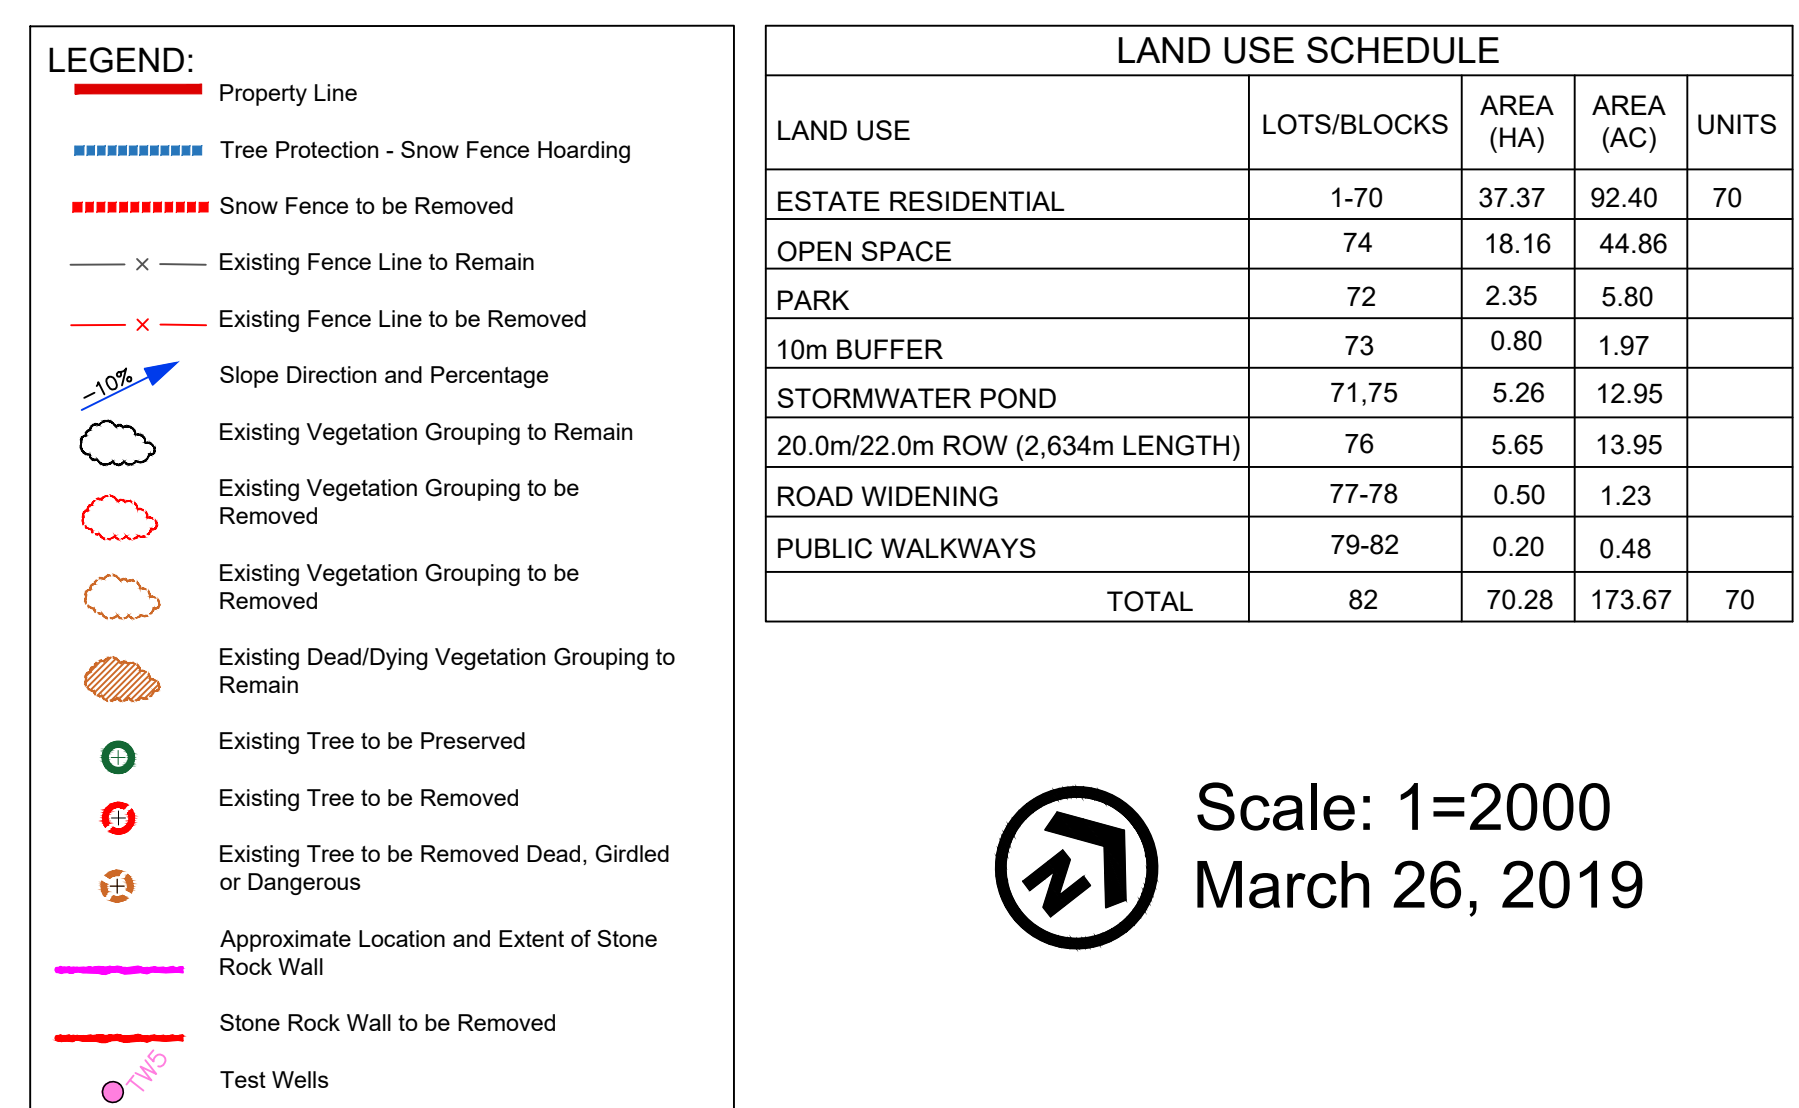 LEGEND:
Property Line
Tree Protection - Snow Fence Hoarding
Snow Fence to be Removed
Existing Fence Line to Remain
Existing Fence Line to be Removed
–10%
Slope Direction and Percentage
Existing Vegetation Grouping to Remain
Existing Vegetation Grouping to be
Removed
Existing Vegetation Grouping to be
Removed
Existing Dead/Dying Vegetation Grouping to
Remain
Existing Tree to be Preserved
Existing Tree to be Removed
Existing Tree to be Removed Dead, Girdled
or Dangerous
Approximate Location and Extent of Stone
Rock Wall
Stone Rock Wall to be Removed
TW5
Test Wells
LAND USE SCHEDULE
LAND USE LOTS/BLOCKS AREA (HA) AREA (AC) UNITS
ESTATE RESIDENTIAL 1-70 37.37 92.40 70
OPEN SPACE 74 18.16 44.86
PARK 72 2.35 5.80
10m BUFFER 73 0.80 1.97
STORMWATER POND 71,75 5.26 12.95
20.0m/22.0m ROW (2,634m LENGTH) 76 5.65 13.95
ROAD WIDENING 77-78 0.50 1.23
PUBLIC WALKWAYS 79-82 0.20 0.48
TOTAL 82 70.28 173.67 70
N
Scale: 1=2000
March 26, 2019